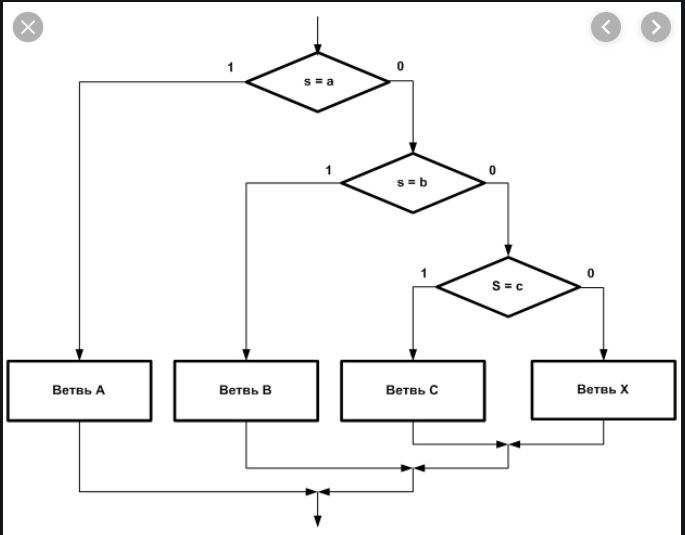 1
0
s = a
1
0
s = b
1
0
S = c
Ветвь A
Ветвь B
Ветвь C
Ветвь X